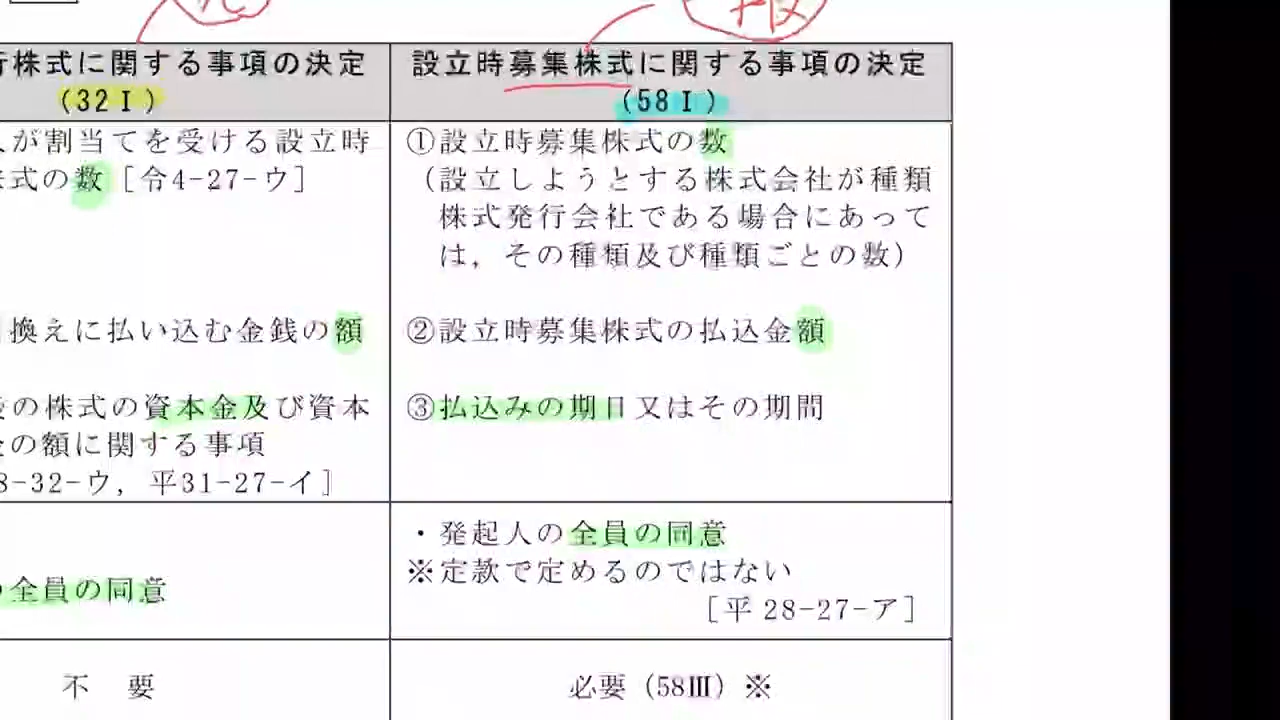 株式に関する事項の決定
(32Ⅰ)
が割当てを受ける設立時
式の数［令4-27-ウ］
換えに払い込む金銭の額
の株式の資本金及び資本
の額に関する事項
8-32-ウ，平31-27-イ］
全員の同意
不 要
設立時募集株式に関する事項の決定
(58Ⅰ)
①設立時募集株式の数
（設立しようとする株式会社が種類
株式発行会社である場合にあって
は，その種類及び種類ごとの数）
②設立時募集株式の払込金額
③払込みの期日又はその期間
・発起人の全員の同意
※定款で定めるのではない
［平 28-27-ア］
必要（58Ⅲ）※